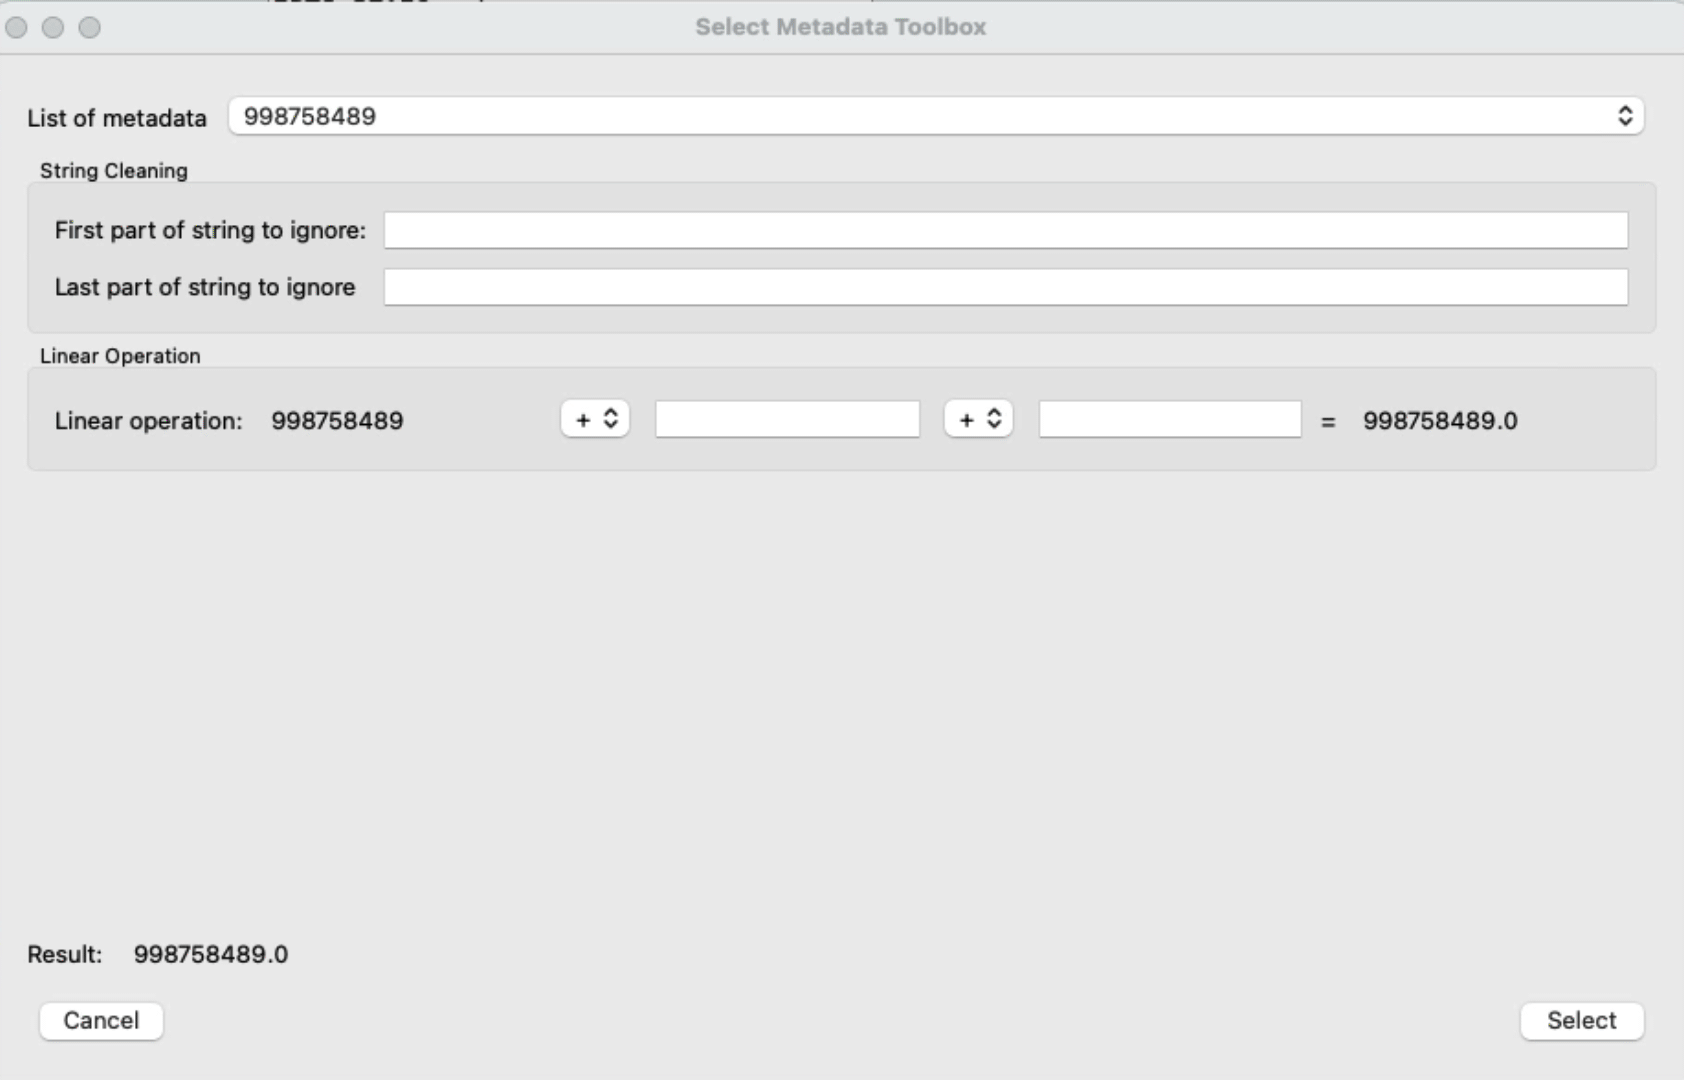 Select Metadata Toolbox
List of metadata 998758489
String Cleaning
First part of string to ignore:
Last part of string to ignore
Linear Operation
Linear operation: 998758489 + + = 998758489.0
Result: 998758489.0
Cancel Select